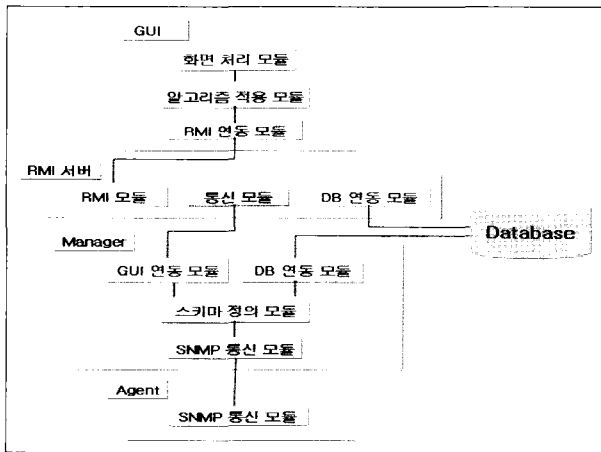 GUI
화면 처리 모듈
알고리즘 적용 모듈
RMI 연동 모듈
RMI 서버
RMI 모듈 통신 모듈 DB 연동 모듈
Database
Manager
GUI 연동 모듈 DB 연동 모듈
스키마 정의 모듈
SNMP 통신 모듈
Agent
SNMP 통신 모듈